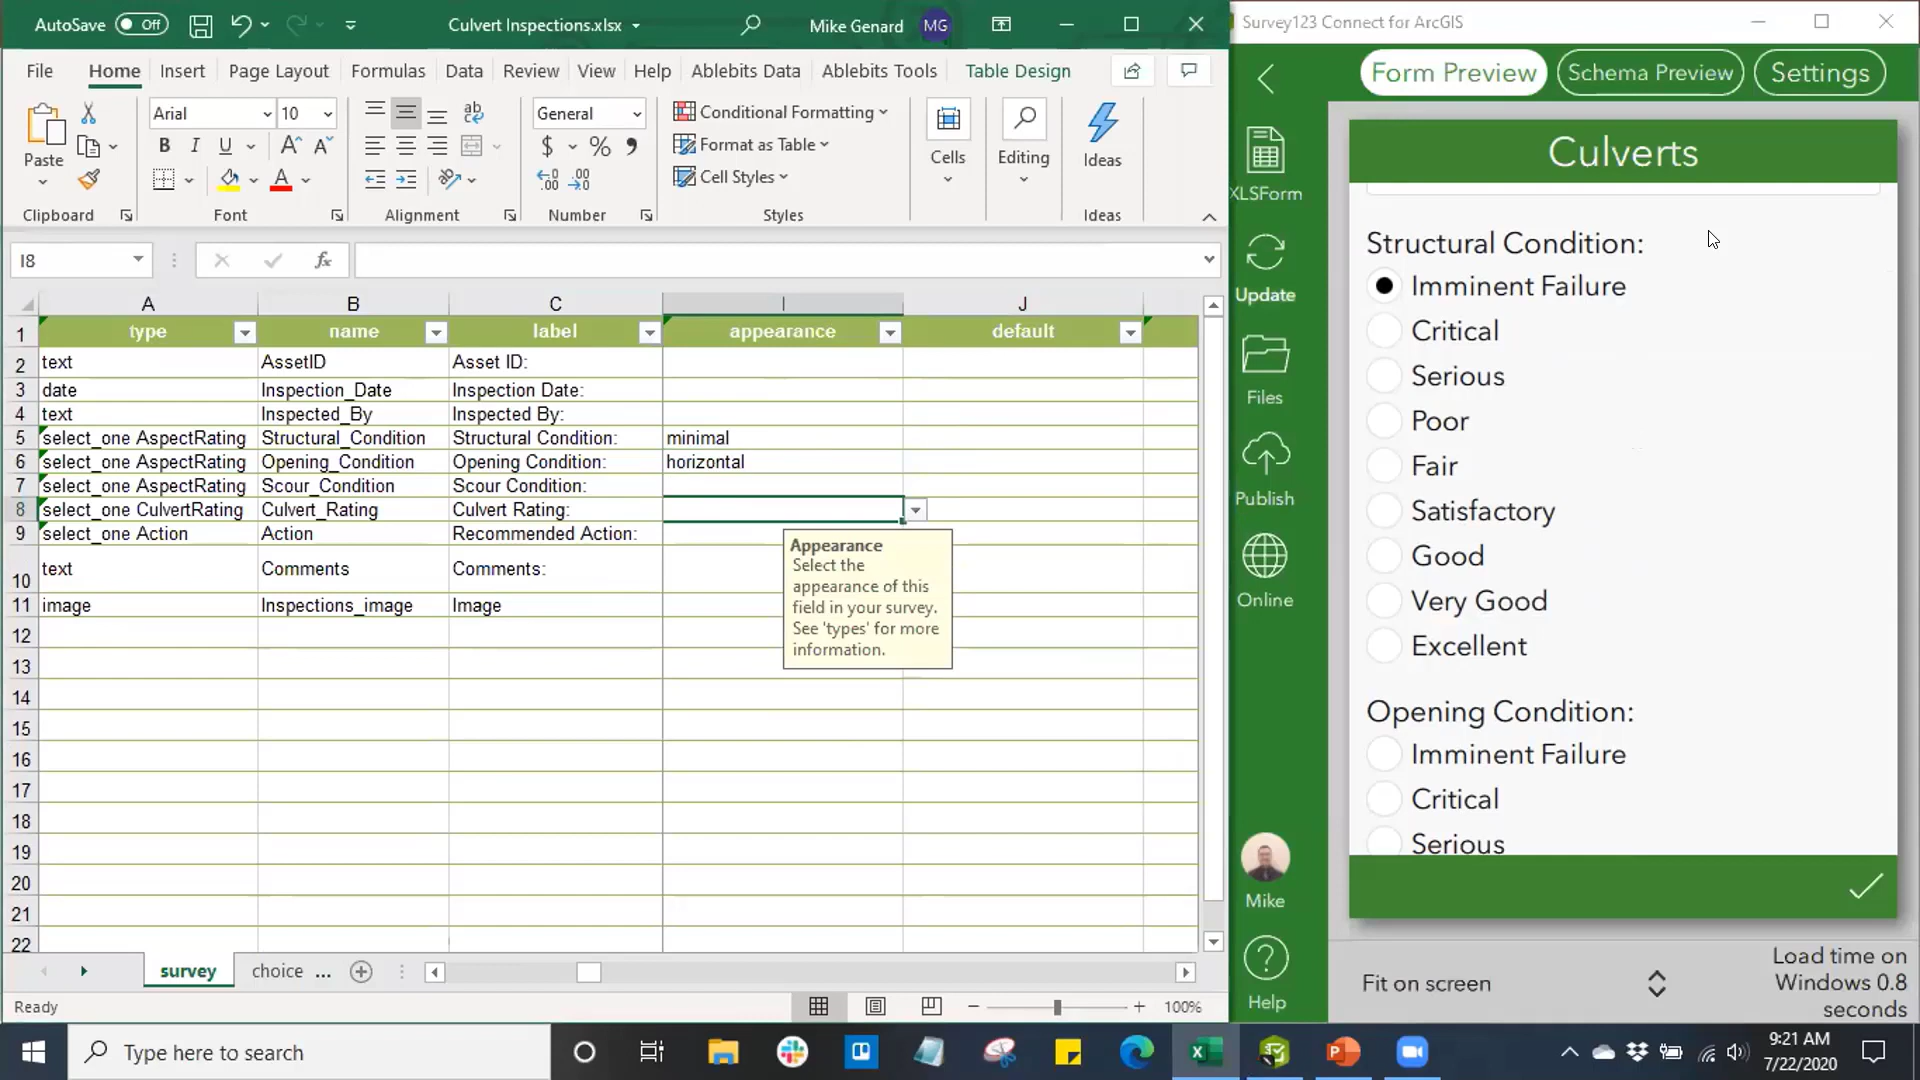 AutoSave Off Culvert Inspections.xlsx Mike Genard MG
File Home Insert Page Layout Formulas Data Review View Help Ablebits Data Ablebits Tools Table Design
Paste Arial 10 General Conditional Formatting Format as Table Cell Styles Cells Editing Ideas
B I U A A A $ % ab
Clipboard Font Alignment Number Styles Ideas
I8 fx
A B C I J
1 type name label appearance default
2 text AssetID Asset ID:
3 date Inspection_Date Inspection Date:
4 text Inspected_By Inspected By:
5 select_one AspectRating Structural_Condition Structural Condition: minimal
6 select_one AspectRating Opening_Condition Opening Condition: horizontal
7 select_one AspectRating Scour_Condition Scour Condition:
8 select_one CulvertRating Culvert_Rating Culvert Rating:
9 select_one Action Action Recommended Action:
10 text Comments Comments:
11 image Inspections_image Image
12
13
14
15
16
17
18
19
20
21
22
Appearance
Select the
appearance of this
field in your survey.
See 'types' for more
information.
survey choice ...
Ready 100%
Survey123 Connect for ArcGIS
Form Preview Schema Preview Settings
XLSForm
Update
Files
Publish
Online
Mike
Help
Culverts
Structural Condition:
Imminent Failure
Critical
Serious
Poor
Fair
Satisfactory
Good
Very Good
Excellent
Opening Condition:
Imminent Failure
Critical
Serious
Fit on screen
Load time on
Windows 0.8
seconds
Type here to search
9:21 AM
7/22/2020